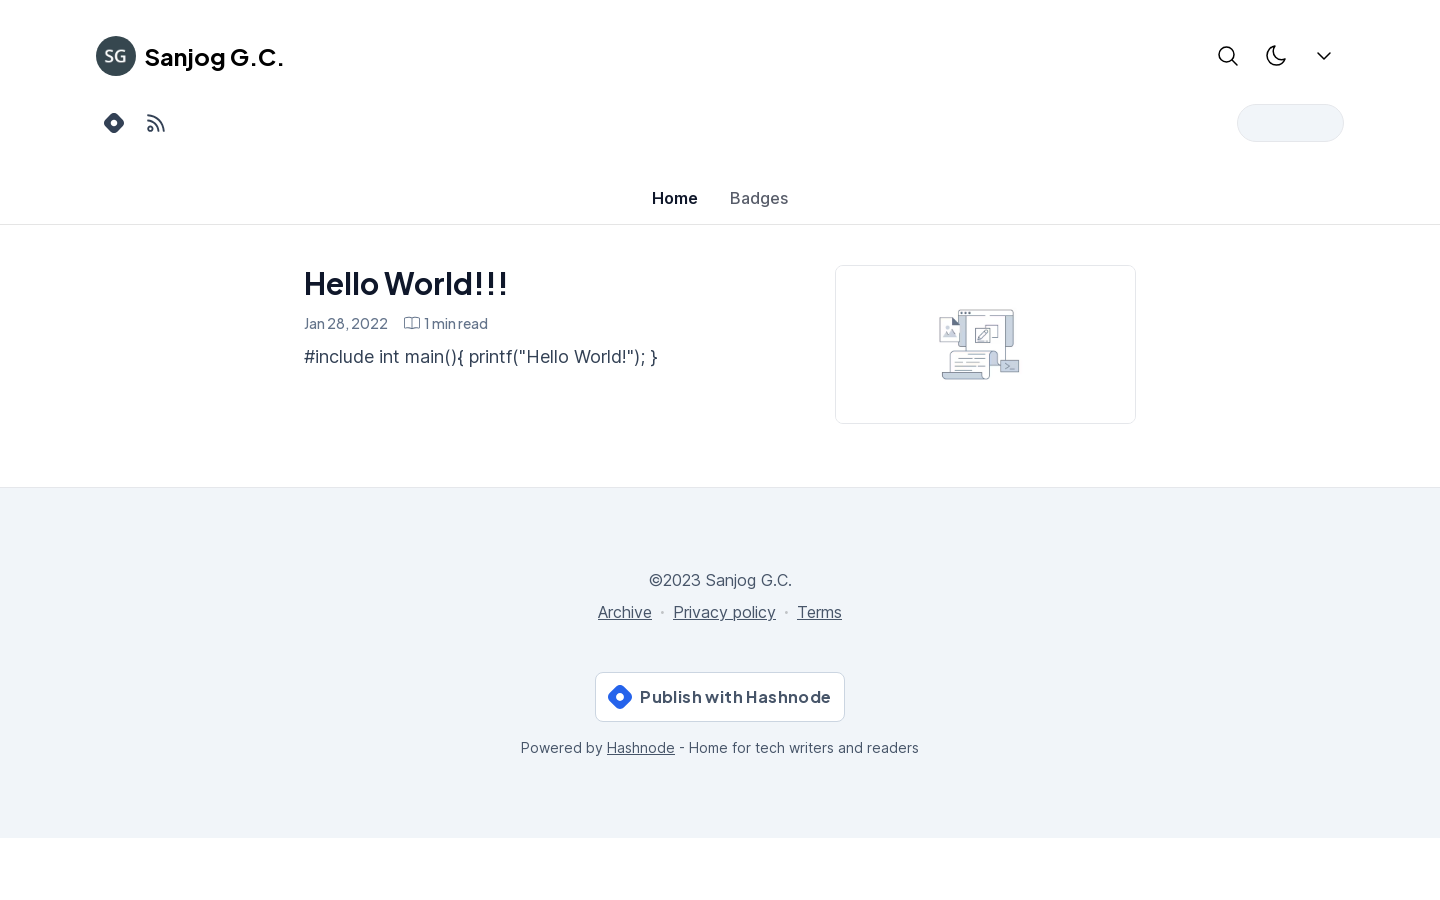 SG
Sanjog G.C.
Home
Badges
Hello World!!!
Jan 28, 2022
1 min read
#include int main(){ printf("Hello World!"); }
©2023 Sanjog G.C.
Archive · Privacy policy · Terms
Publish with Hashnode
Powered by Hashnode - Home for tech writers and readers